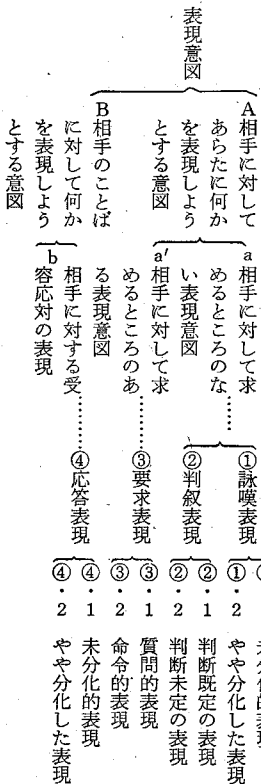 表現意図
A 相手に対して
あらたに何か
を表現しよう
とする意図
B 相手のことば
に対して何か
を表現しよう
とする意図
a 相手に対して求
めるところのな……
い表現意図
a′ 相手に対して求
めるところのあ……
る表現意図
b 相手に対する受……
容応対の表現
①詠嘆表現
②判叙表現
③要求表現
④応答表現
①・2 やや分化した表現
②・1 判断既定の表現
②・2 判断未定の表現
③・1 質問的表現
③・2 命令的表現
④・1 未分化的表現
④・2 やや分化した表現